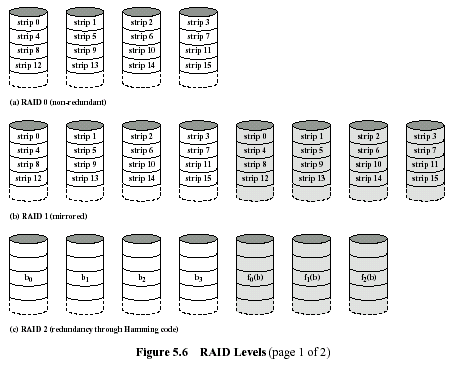 strip 0 strip 1 strip 2 strip 3
strip 4 strip 5 strip 6 strip 7
strip 8 strip 9 strip 10 strip 11
strip 12 strip 13 strip 14 strip 15
(a) RAID 0 (non-redundant)
strip 0 strip 1 strip 2 strip 3 strip 0 strip 1 strip 2 strip 3
strip 4 strip 5 strip 6 strip 7 strip 4 strip 5 strip 6 strip 7
strip 8 strip 9 strip 10 strip 11 strip 8 strip 9 strip 10 strip 11
strip 12 strip 13 strip 14 strip 15 strip 12 strip 13 strip 14 strip 15
(b) RAID 1 (mirrored)
b0 b1 b2 b3 f0(b) f1(b) f2(b)
(c) RAID 2 (redundancy through Hamming code)
Figure 5.6 RAID Levels (page 1 of 2)